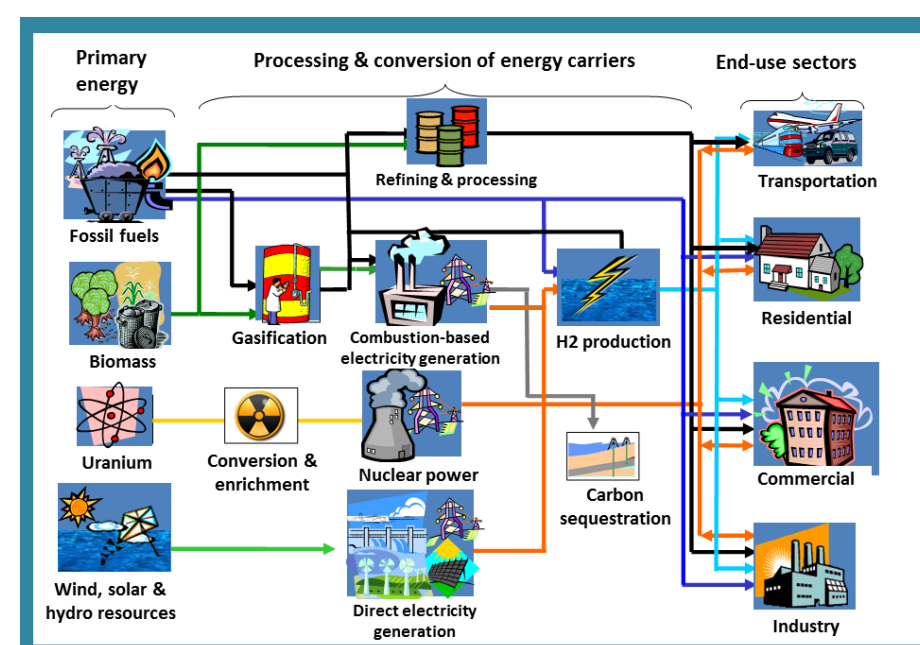 Primary
energy
Processing & conversion of energy carriers
End-use sectors
Refining & processing
Transportation
Fossil fuels
Gasification
Combustion-based
electricity generation
H2 production
Residential
Biomass
Uranium
Conversion &
enrichment
Nuclear power
Carbon
sequestration
Commercial
Wind, solar &
hydro resources
Direct electricity
generation
Industry